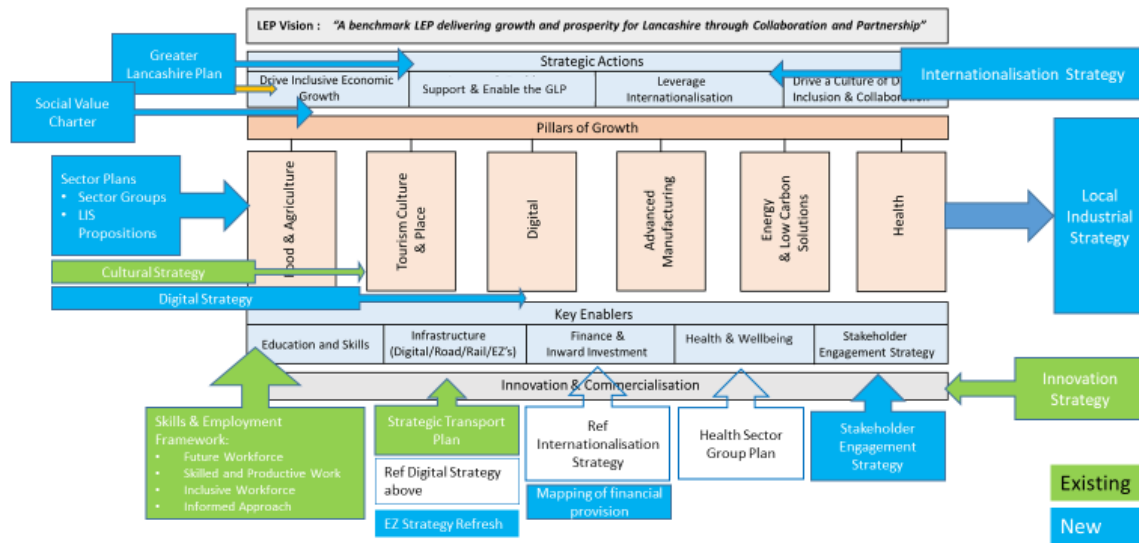 LEP Vision : "A benchmark LEP delivering growth and prosperity for Lancashire through Collaboration and Partnership"
Greater
Lancashire Plan
Social Value
Charter
Strategic Actions
Drive Inclusive Economic
Growth
Support & Enable the GLP
Leverage
Internationalisation
Drive a Culture of
Inclusion & Collaboration
Internationalisation Strategy
Pillars of Growth
Sector Plans
• Sector Groups
• LIS
Propositions
Food & Agriculture
Tourism Culture
& Place
Digital
Advanced
Manufacturing
Energy
& Low Carbon
Solutions
Health
Local
Industrial
Strategy
Cultural Strategy
Digital Strategy
Key Enablers
Education and Skills
Infrastructure
(Digital/Road/Rail/EZ's)
Finance &
Inward Investment
Health & Wellbeing
Stakeholder
Engagement Strategy
Innovation & Commercialisation
Innovation
Strategy
Skills & Employment
Framework:
• Future Workforce
• Skilled and Productive Work
• Inclusive Workforce
• Informed Approach
Strategic Transport
Plan
Ref Digital Strategy
above
EZ Strategy Refresh
Ref
Internationalisation
Strategy
Mapping of financial
provision
Health Sector
Group Plan
Stakeholder
Engagement
Strategy
Existing
New